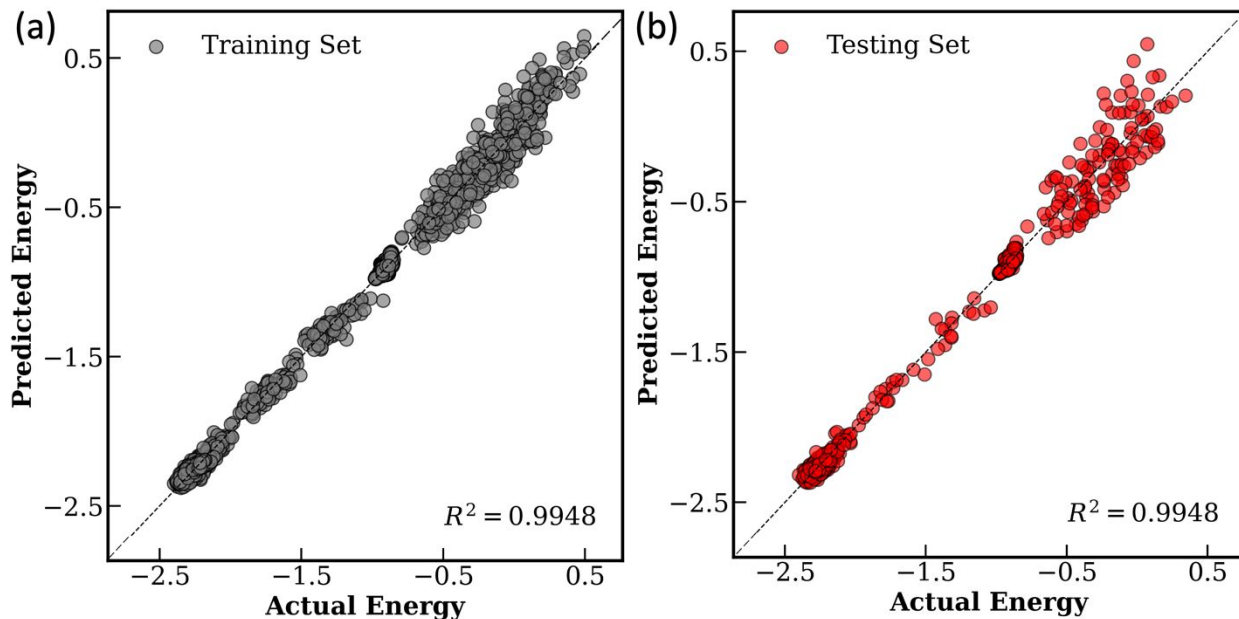 (a)
Training Set
0.5
−0.5
−1.5
−2.5
Predicted Energy
R² = 0.9948
−2.5 −1.5 −0.5 0.5
Actual Energy
(b)
Testing Set
0.5
−0.5
−1.5
−2.5
Predicted Energy
R² = 0.9948
−2.5 −1.5 −0.5 0.5
Actual Energy